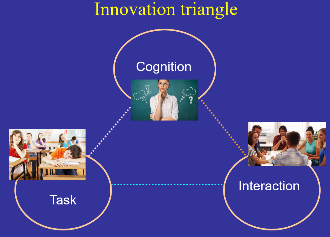 Innovation triangle
Cognition
Task
Interaction